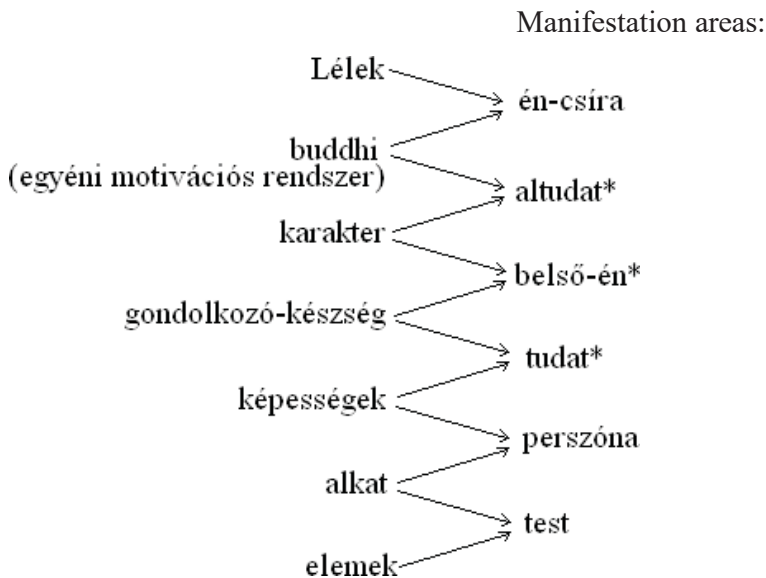 Manifestation areas:
Lélek
én-csíra
buddhi
(egyéni motivációs rendszer)
altudat*
karakter
belső-én*
gondolkozó-készség
tudat*
képességek
perszóna
alkat
test
elemek